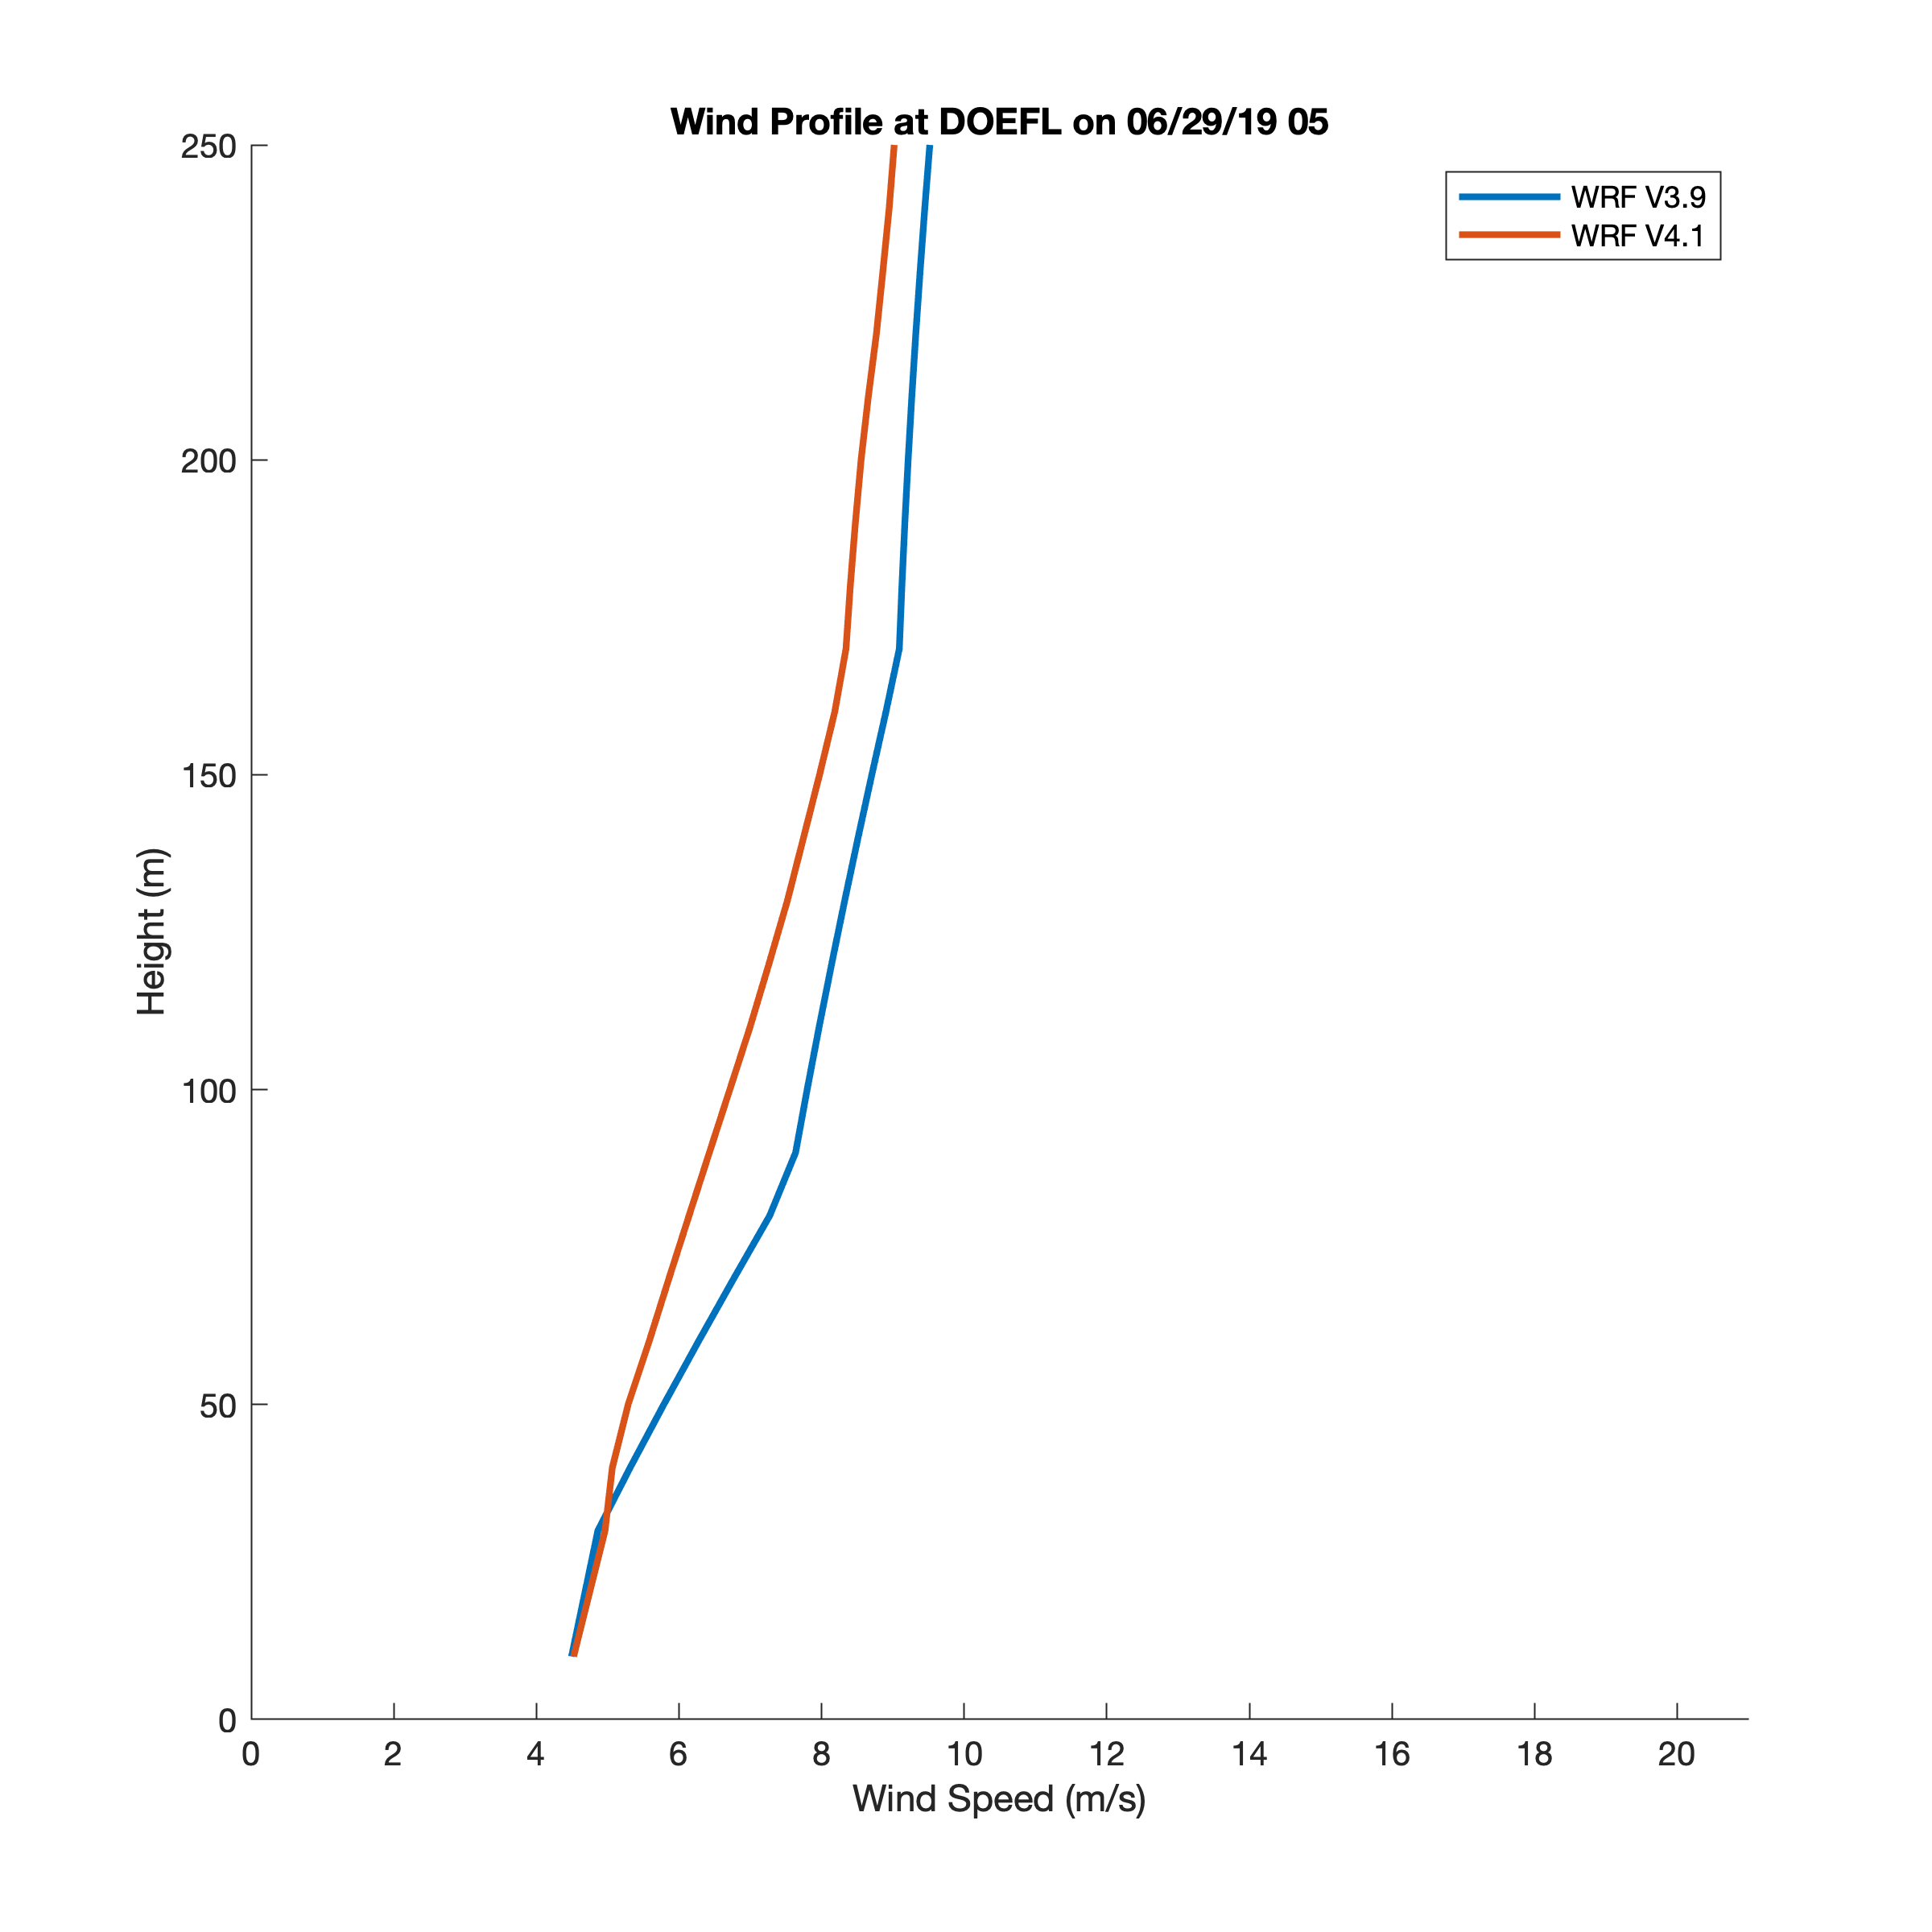 Wind Profile at DOEFL on 06/29/19 05
WRF V3.9
WRF V4.1
250
200
150
100
50
0
Height (m)
0 2 4 6 8 10 12 14 16 18 20
Wind Speed (m/s)